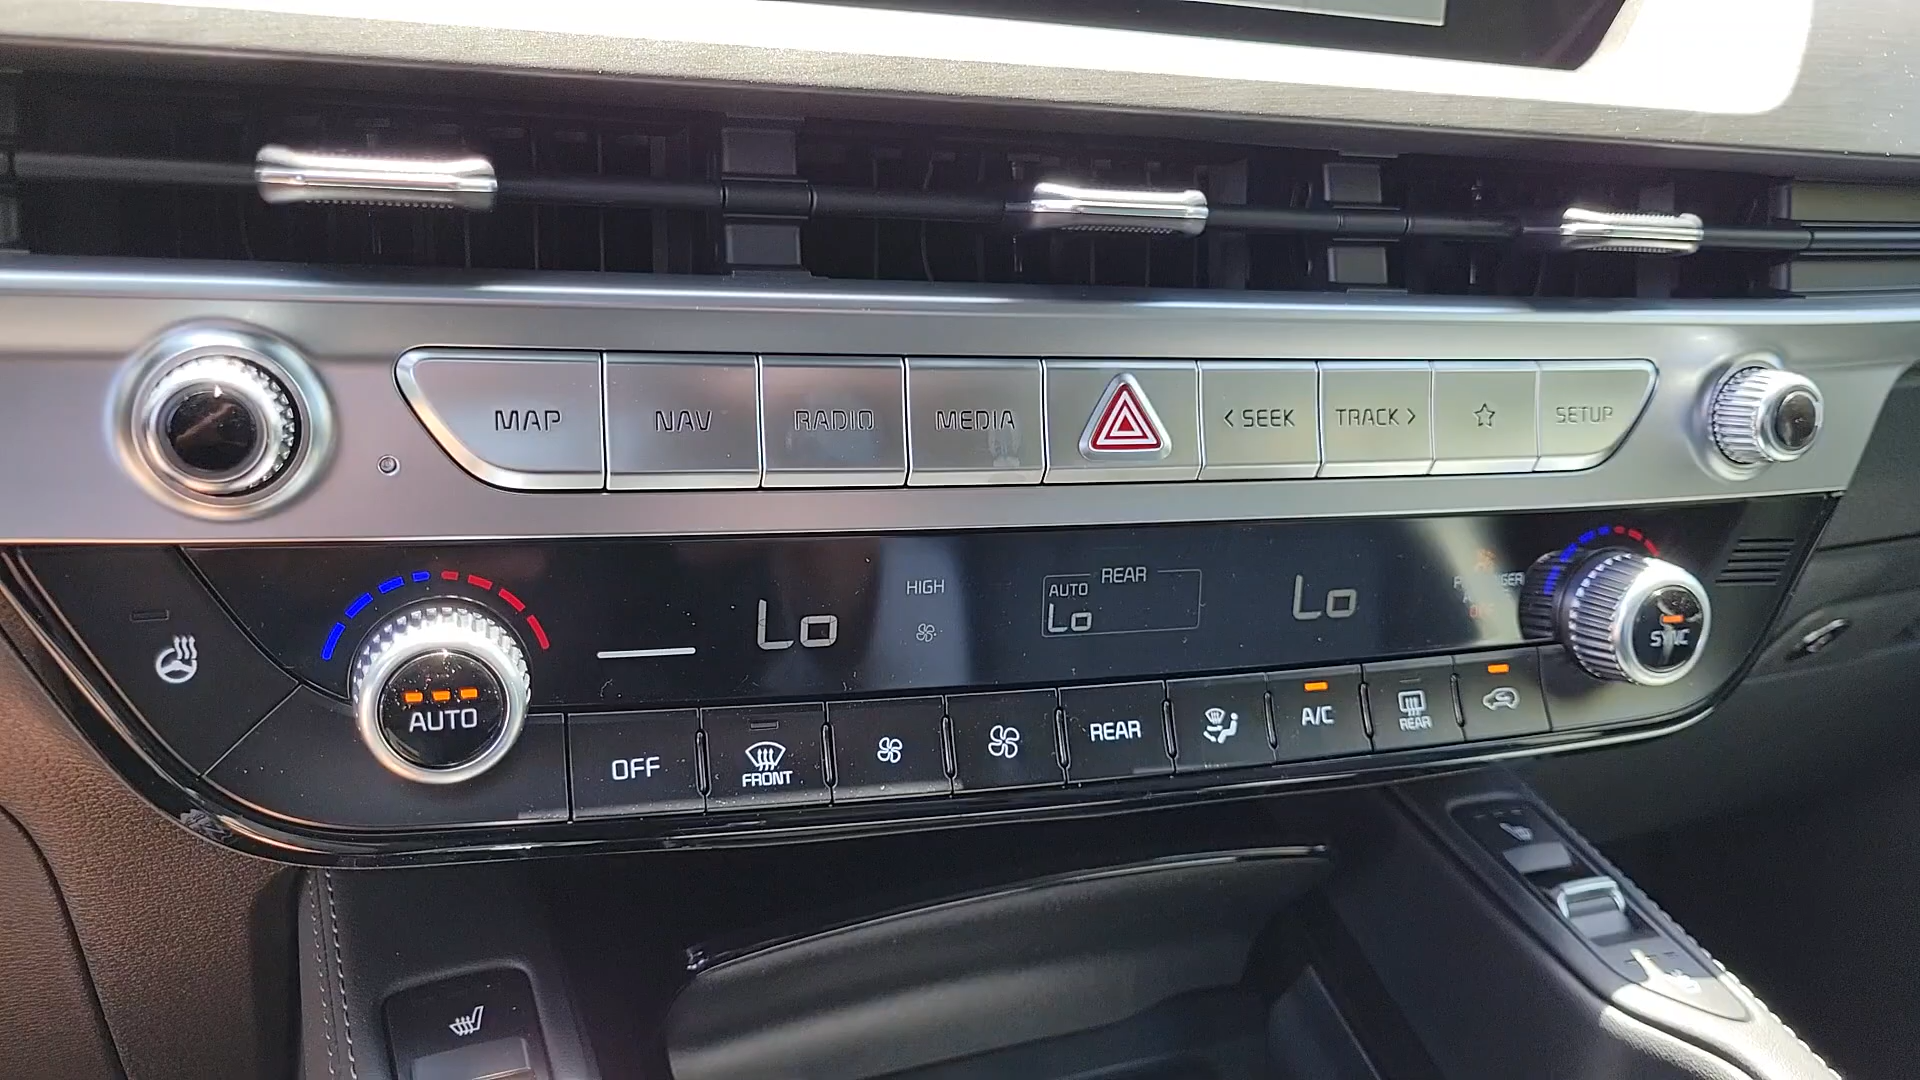 MAP NAV RADIO MEDIA < SEEK TRACK > SETUP
HIGH
AUTO REAR
Lo
Lo
Lo
SYNC
AUTO
OFF
FRONT
REAR
A/C
REAR